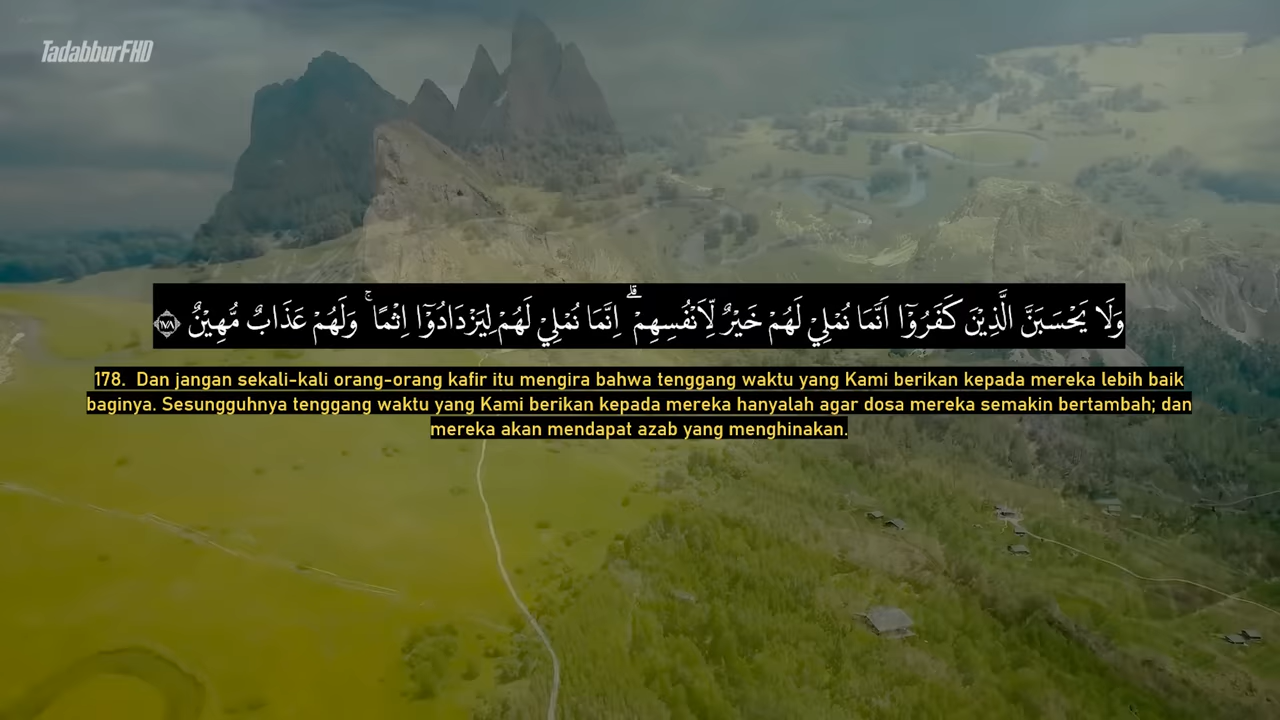 TadabburFHD
وَلَا يَحْسَبَنَّ الَّذِيْنَ كَفَرُوْٓا اَنَّمَا نُمْلِيْ لَهُمْ خَيْرٌ لِّاَنْفُسِهِمْ ۗ اِنَّمَا نُمْلِيْ لَهُمْ لِيَزْدَادُوْٓا اِثْمًا ۚ وَلَهُمْ عَذَابٌ مُّهِيْنٌ ١٧٨
178. Dan jangan sekali-kali orang-orang kafir itu mengira bahwa tenggang waktu yang Kami berikan kepada mereka lebih baik
baginya. Sesungguhnya tenggang waktu yang Kami berikan kepada mereka hanyalah agar dosa mereka semakin bertambah; dan
mereka akan mendapat azab yang menghinakan.